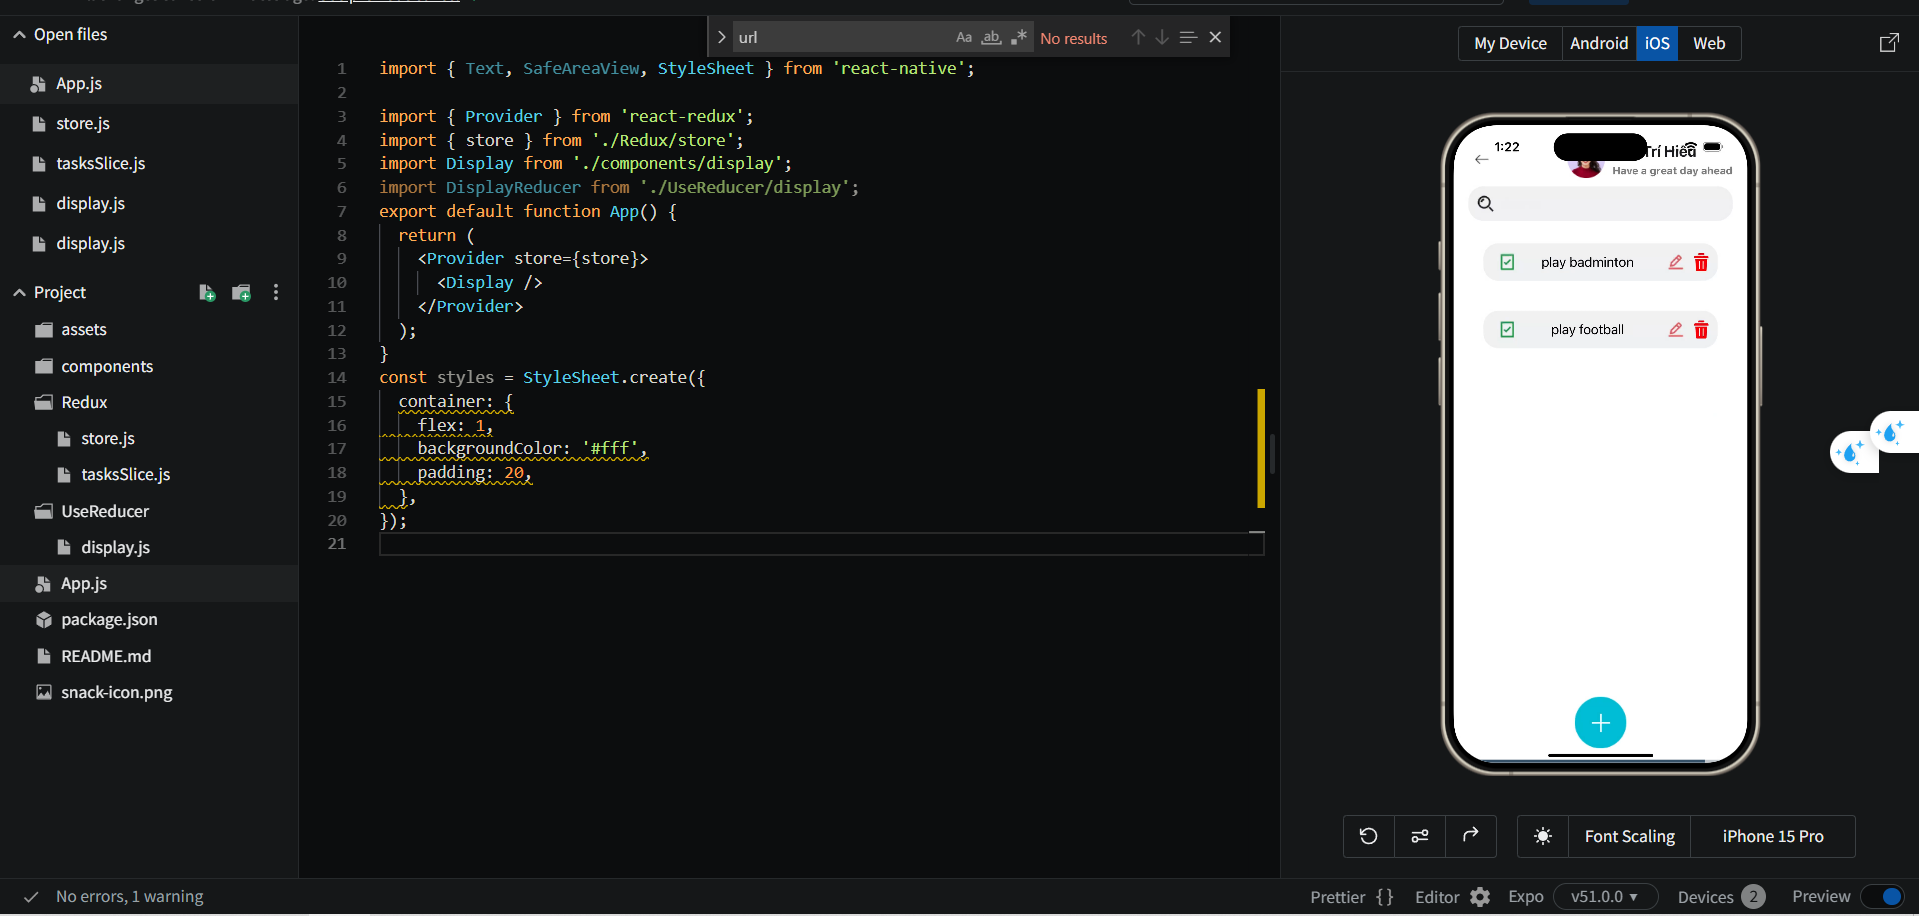 Open files
App.js
store.js
tasksSlice.js
display.js
display.js
Project
assets
components
Redux
store.js
tasksSlice.js
UseReducer
display.js
App.js
package.json
README.md
snack-icon.png
url
Aa
ab
No results
1 import { Text, SafeAreaView, StyleSheet } from 'react-native';
2
3 import { Provider } from 'react-redux';
4 import { store } from './Redux/store';
5 import Display from './components/display';
6 import DisplayReducer from './UseReducer/display';
7 export default function App() {
8 return (
9 <Provider store={store}>
10 <Display />
11 </Provider>
12 );
13 }
14 const styles = StyleSheet.create({
15 container: {
16 flex: 1,
17 backgroundColor: '#fff',
18 padding: 20,
19 },
20 });
21
My Device
Android
iOS
Web
1:22
Trí Hiếu
Have a great day ahead
play badminton
play football
Font Scaling
iPhone 15 Pro
No errors, 1 warning
Prettier { }
Editor
Expo
v51.0.0
Devices 2
Preview